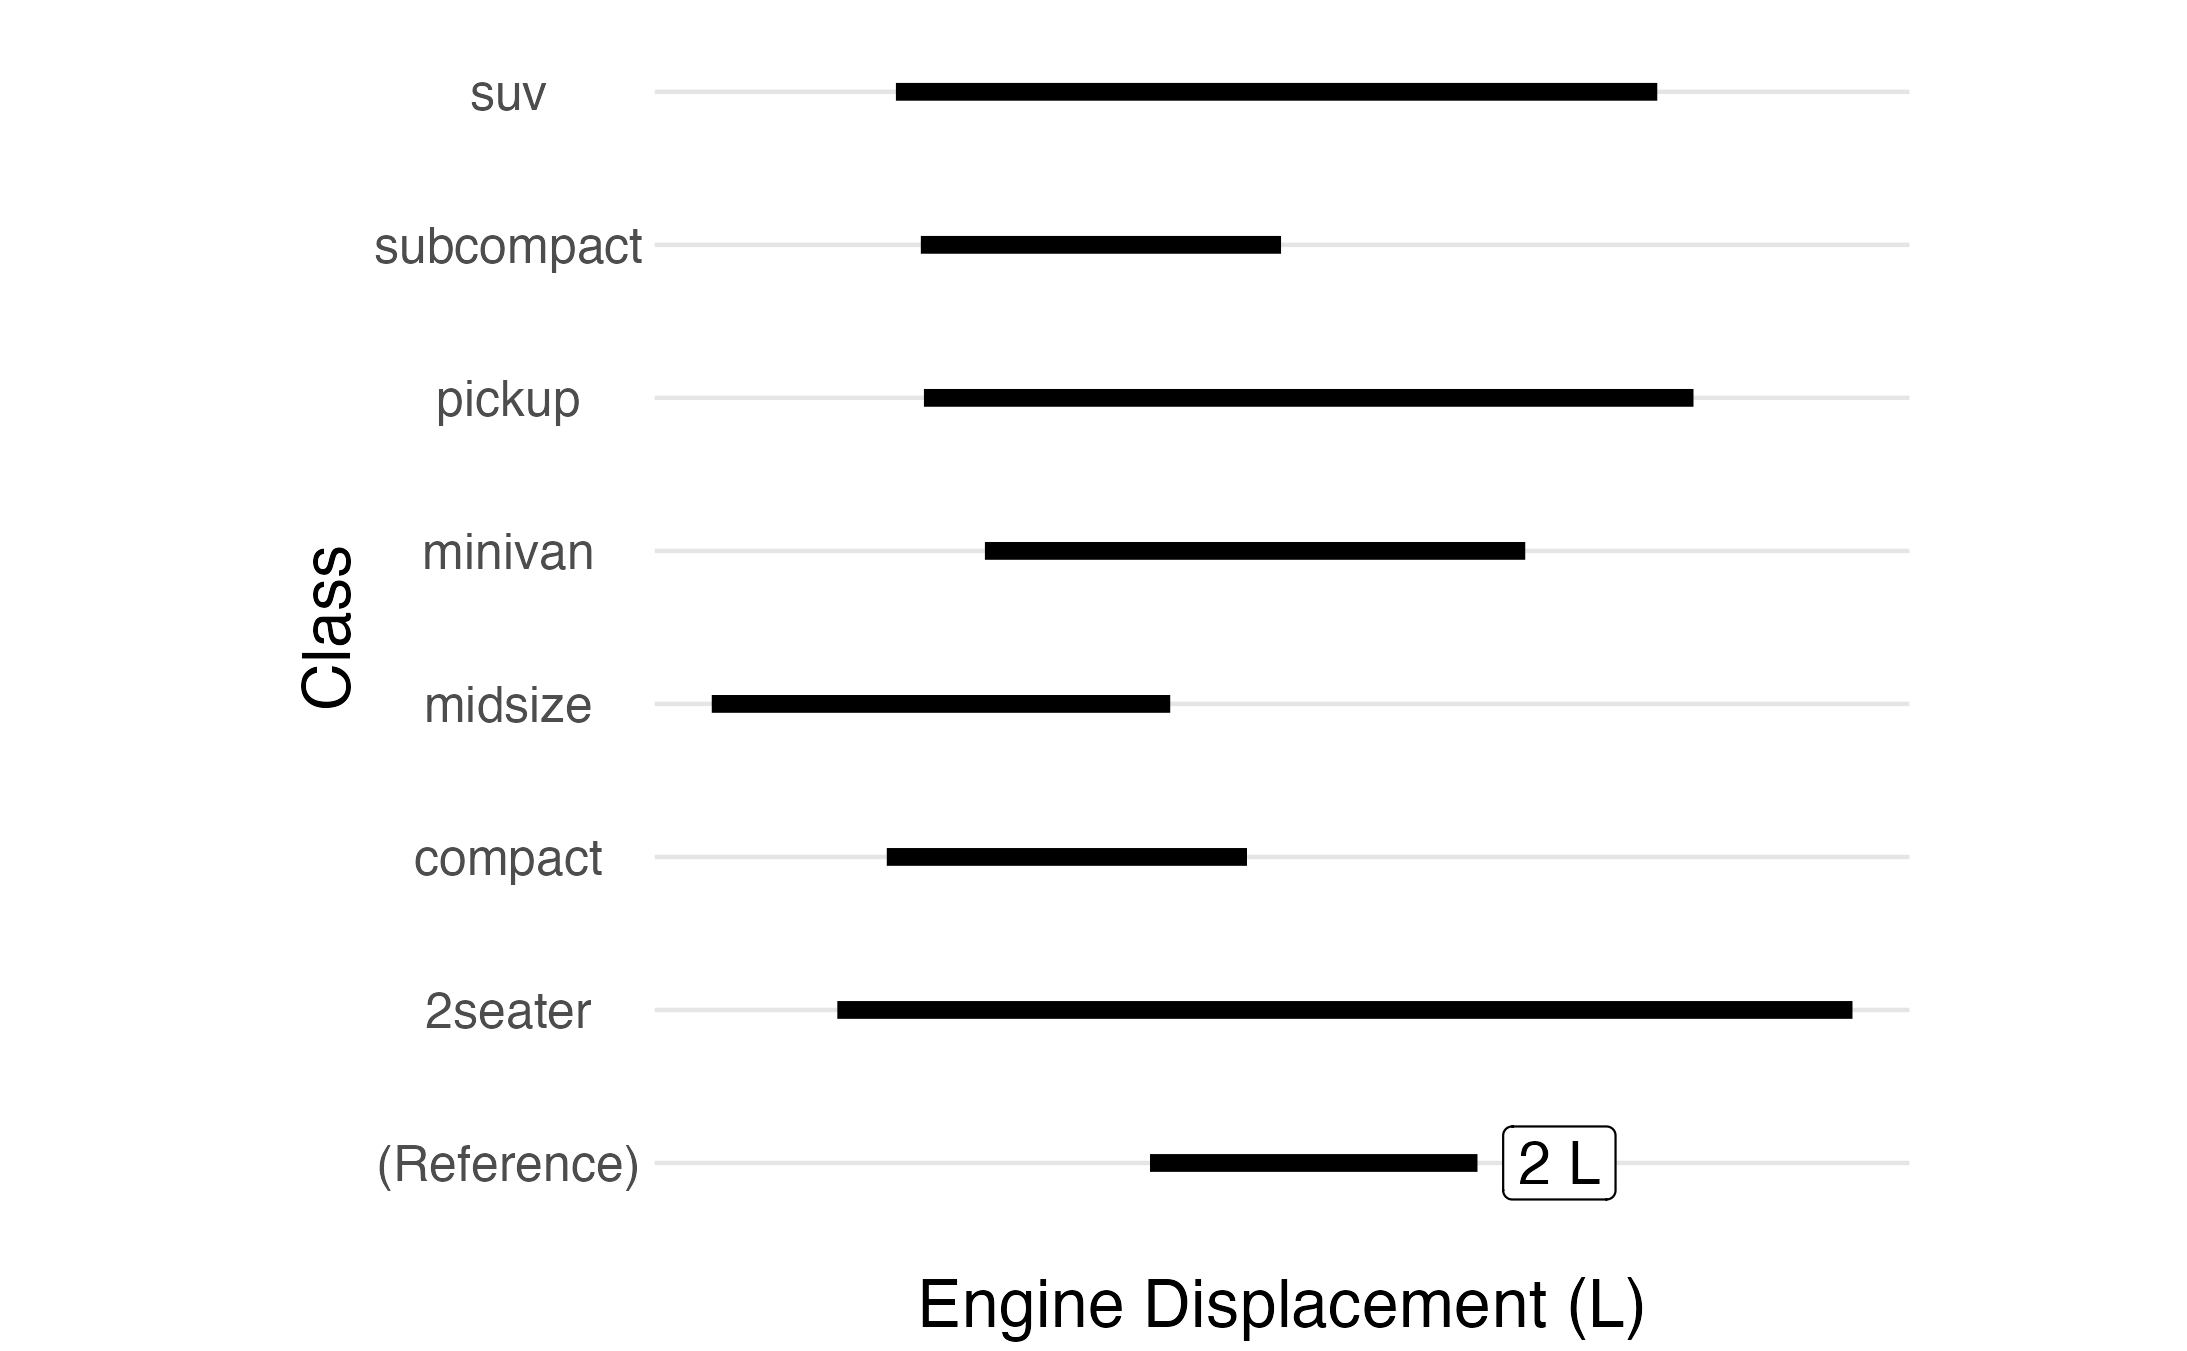 suv
subcompact
pickup
minivan
Class
midsize
compact
2seater
(Reference)
2 L
Engine Displacement (L)